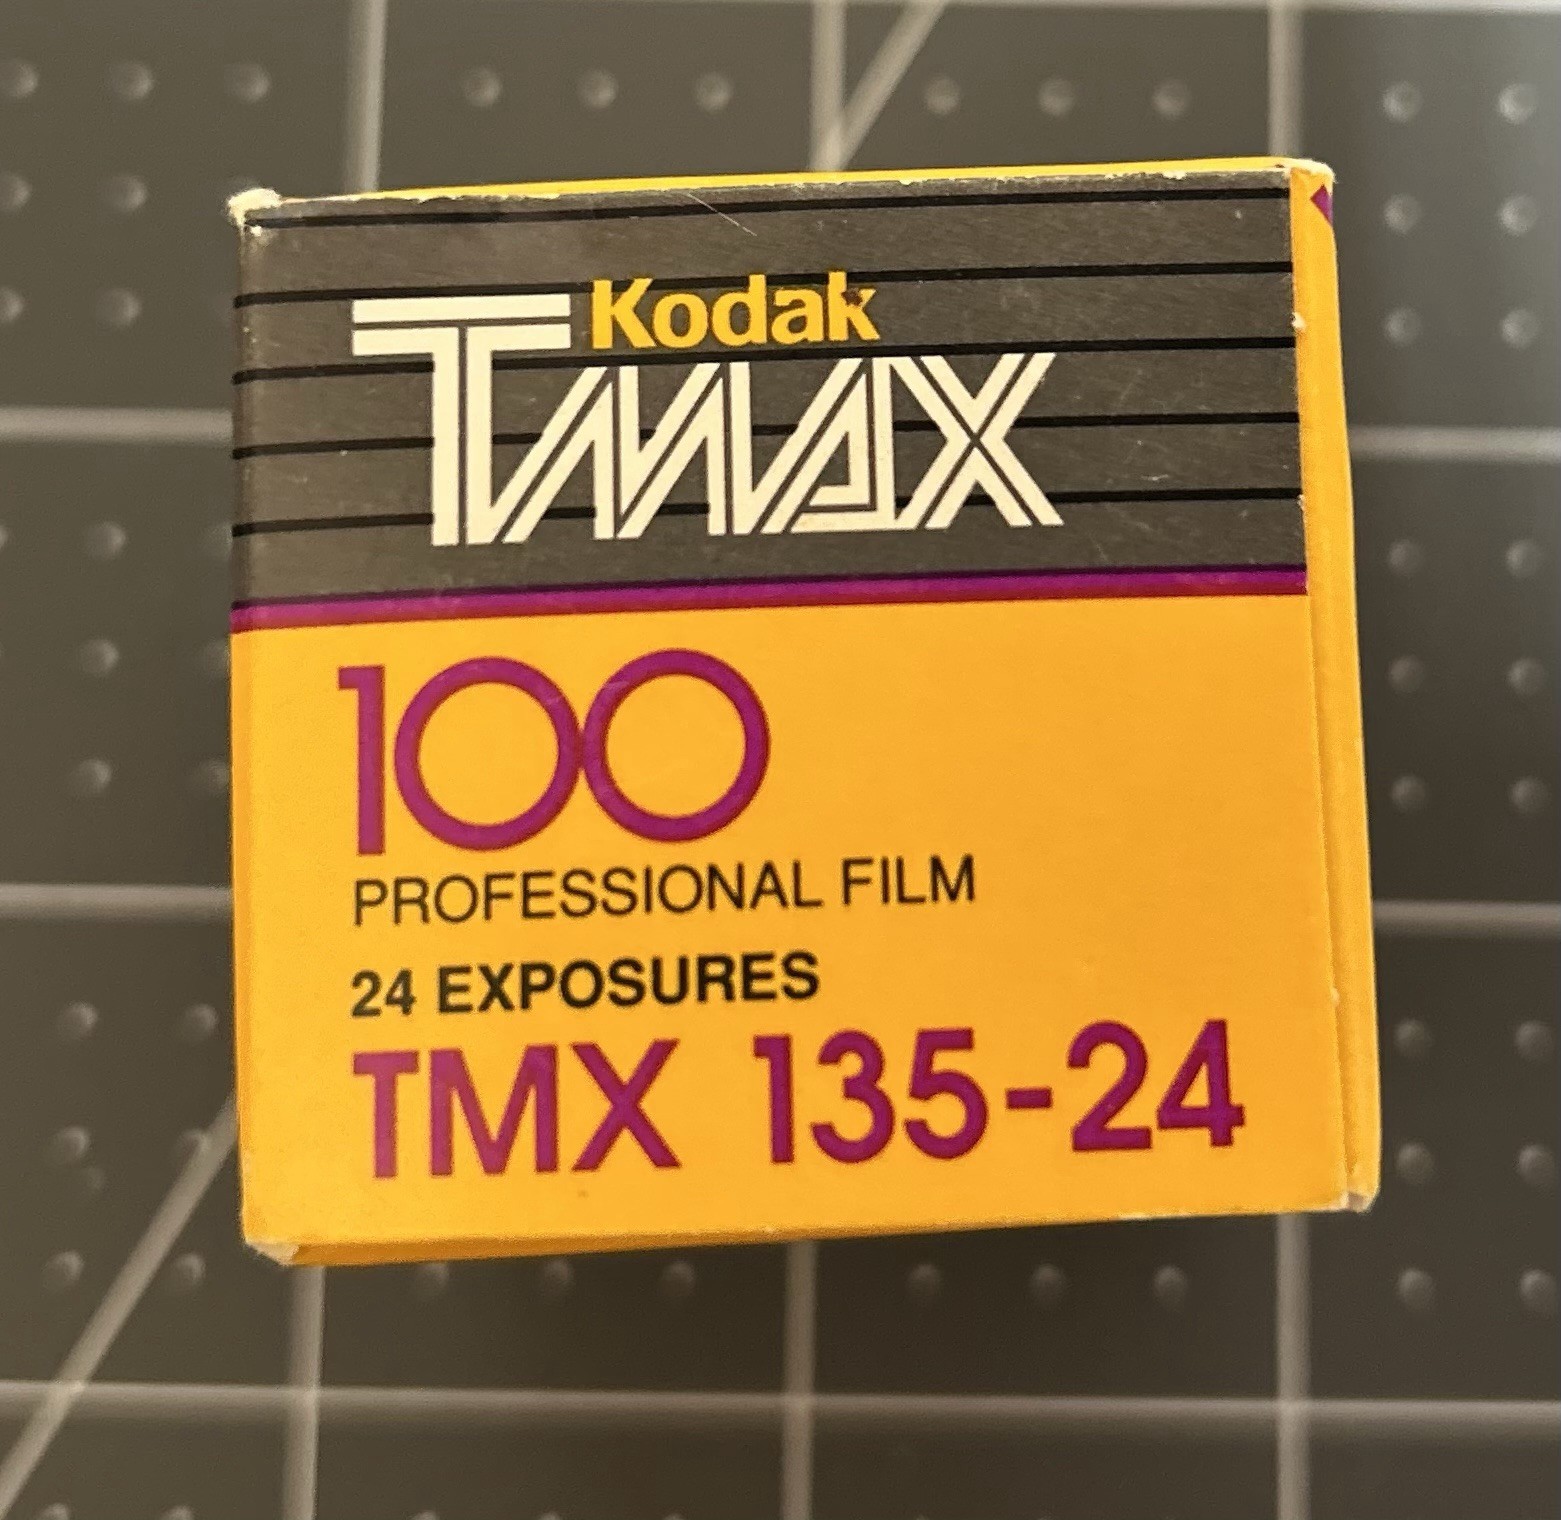 Kodak
TMAX
100
PROFESSIONAL FILM
24 EXPOSURES
TMX 135-24